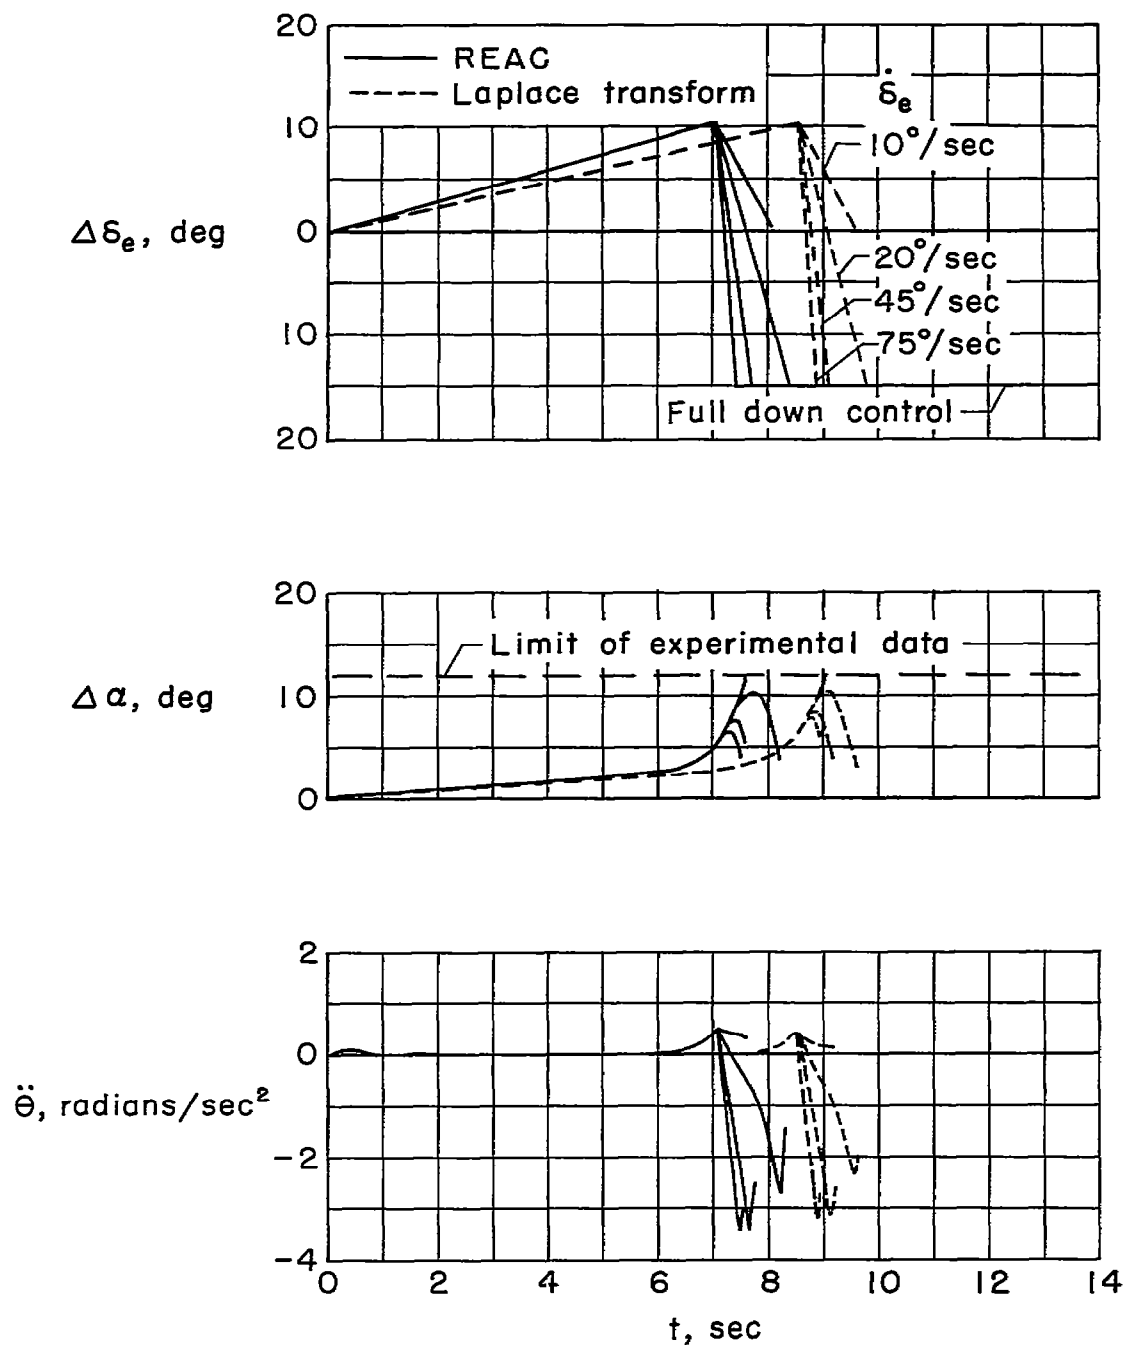 20
REAC
Laplace transform
δ̇e
10
10°/sec
Δδe, deg
0
20°/sec
45°/sec
10
75°/sec
Full down control
20
20
Limit of experimental data
Δα, deg
10
0
2
0
θ̈, radians/sec²
-2
-4
0 2 4 6 8 10 12 14
t, sec